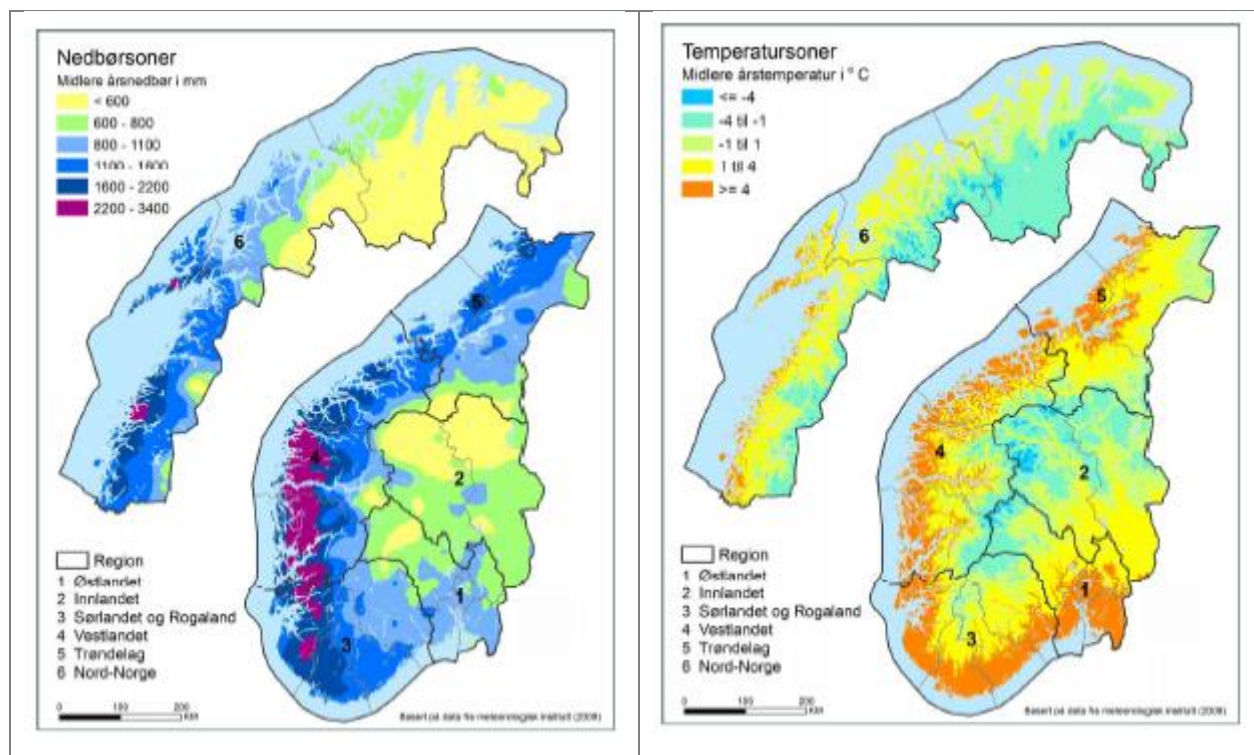 Nedbørsoner
Midlere årsnedbør i mm
< 600
600 - 800
800 - 1100
1100 - 1600
1600 - 2200
2200 - 3400
6
5
4
2
1
3
Region
1 Østlandet
2 Innlandet
3 Sørlandet og Rogaland
4 Vestlandet
5 Trøndelag
6 Nord-Norge
0 100 200
KM
Basert på data fra meteorologisk institutt (2009)
Temperatursoner
Midlere årstemperatur i ° C
<= -4
-4 til -1
-1 til 1
1 til 4
>= 4
6
5
4
2
1
3
Region
1 Østlandet
2 Innlandet
3 Sørlandet og Rogaland
4 Vestlandet
5 Trøndelag
6 Nord-Norge
0 100 200
KM
Basert på data fra meteorologisk institutt (2009)